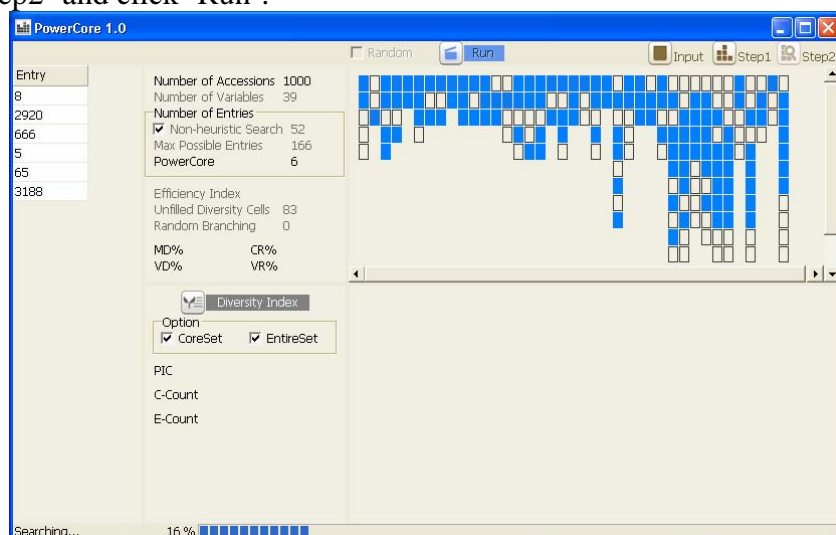 ep2" and click "Run".
PowerCore 1.0
Random Run Input Step1 Step2
Entry
8
2920
666
5
65
3188
Number of Accessions 1000
Number of Variables 39
Number of Entries
Non-heuristic Search 52
Max Possible Entries 166
PowerCore 6
Efficiency Index
Unfilled Diversity Cells 83
Random Branching 0
MD% CR%
VD% VR%
Diversity Index
Option
CoreSet EntireSet
PIC
C-Count
E-Count
Searching... 16 %